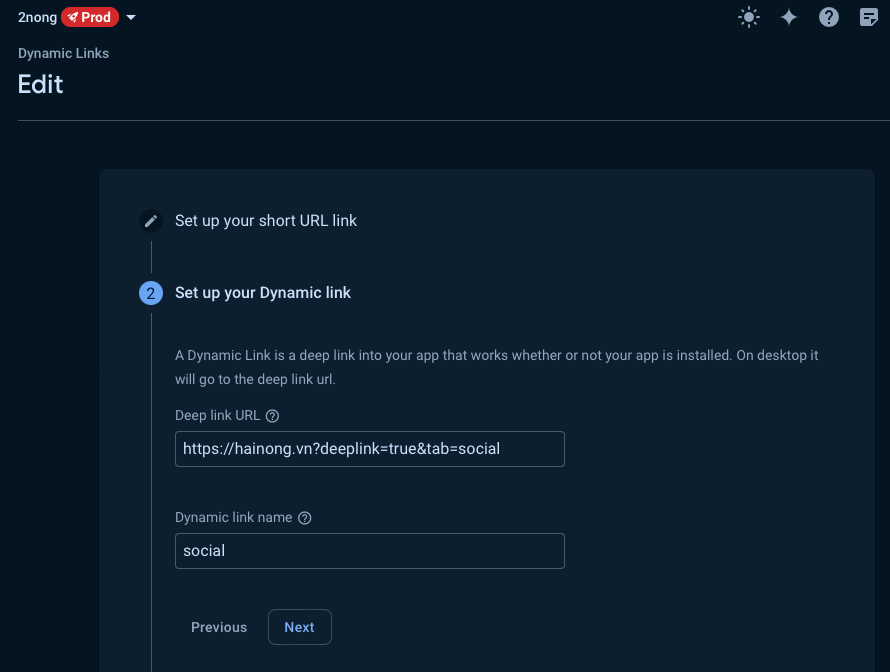 2nong Prod
Dynamic Links
Edit
Set up your short URL link
2 Set up your Dynamic link
A Dynamic Link is a deep link into your app that works whether or not your app is installed. On desktop it
will go to the deep link url.
Deep link URL
https://hainong.vn?deeplink=true&tab=social
Dynamic link name
social
Previous Next